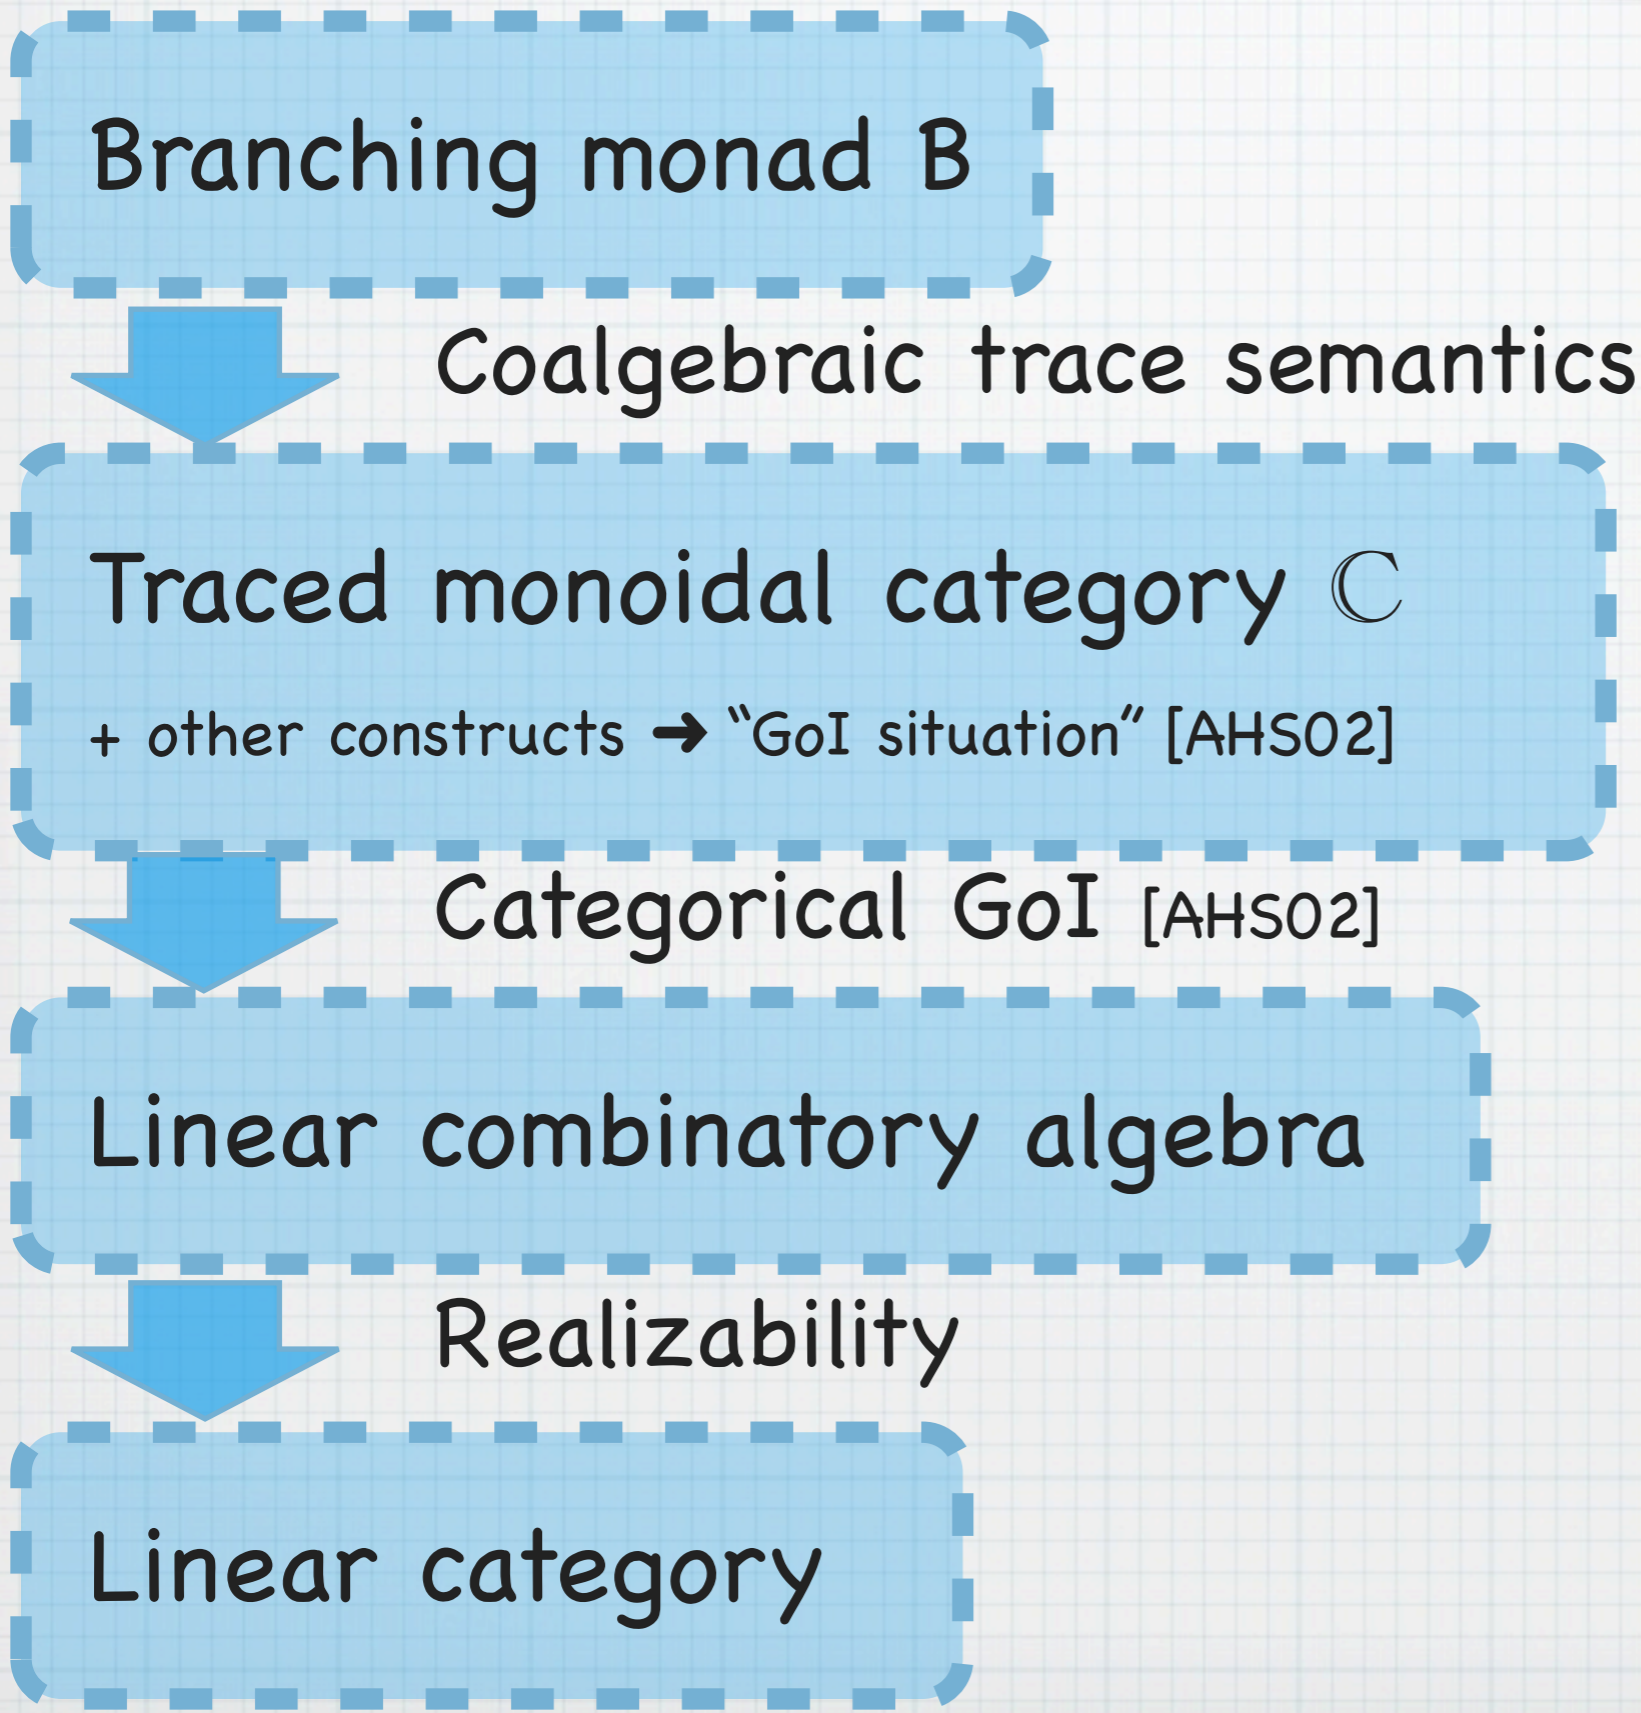 Branching monad B
Coalgebraic trace semantics
Traced monoidal category ℂ
+ other constructs ➜ “GoI situation” [AHS02]
Categorical GoI [AHS02]
Linear combinatory algebra
Realizability
Linear category